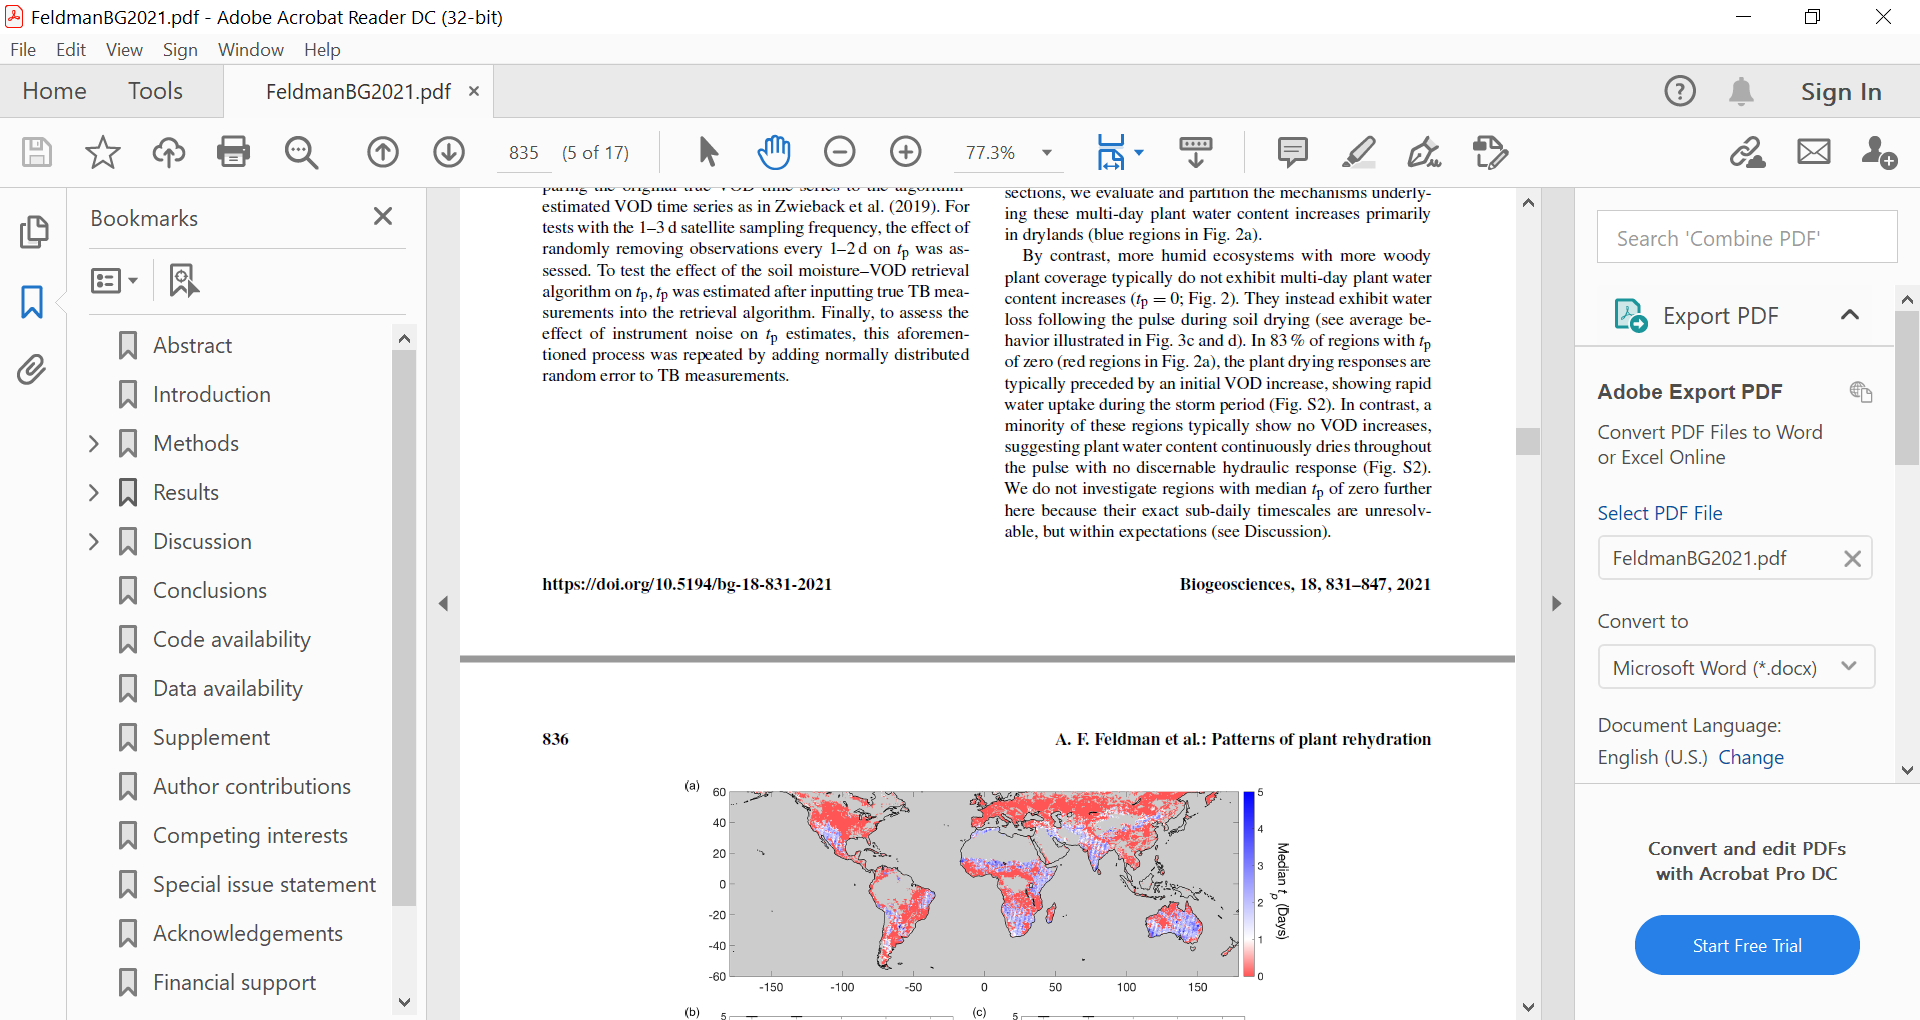 FeldmanBG2021.pdf - Adobe Acrobat Reader DC (32-bit)
File Edit View Sign Window Help
Home Tools FeldmanBG2021.pdf × Sign In
835 (5 of 17) 77.3%
Bookmarks
Abstract
Introduction
Methods
Results
Discussion
Conclusions
Code availability
Data availability
Supplement
Author contributions
Competing interests
Special issue statement
Acknowledgements
Financial support
paring the original true VOD time series to the algorithm-
estimated VOD time series as in Zwieback et al. (2019). For
tests with the 1–3 d satellite sampling frequency, the effect of
randomly removing observations every 1–2 d on tp was as-
sessed. To test the effect of the soil moisture–VOD retrieval
algorithm on tp, tp was estimated after inputting true TB mea-
surements into the retrieval algorithm. Finally, to assess the
effect of instrument noise on tp estimates, this aforemen-
tioned process was repeated by adding normally distributed
random error to TB measurements.
sections, we evaluate and partition the mechanisms underly-
ing these multi-day plant water content increases primarily
in drylands (blue regions in Fig. 2a).
By contrast, more humid ecosystems with more woody
plant coverage typically do not exhibit multi-day plant water
content increases (tp = 0; Fig. 2). They instead exhibit water
loss following the pulse during soil drying (see average be-
havior illustrated in Fig. 3c and d). In 83 % of regions with tp
of zero (red regions in Fig. 2a), the plant drying responses are
typically preceded by an initial VOD increase, showing rapid
water uptake during the storm period (Fig. S2). In contrast, a
minority of these regions typically show no VOD increases,
suggesting plant water content continuously dries throughout
the pulse with no discernable hydraulic response (Fig. S2).
We do not investigate regions with median tp of zero further
here because their exact sub-daily timescales are unresolv-
able, but within expectations (see Discussion).
https://doi.org/10.5194/bg-18-831-2021
Biogeosciences, 18, 831–847, 2021
836
A. F. Feldman et al.: Patterns of plant rehydration
(a)
60
40
20
0
-20
-40
-60
-150 -100 -50 0 50 100 150
5
4
3
2
1
0
Median tp (Days)
(b) 5
(c) 5
Search 'Combine PDF'
Export PDF
Adobe Export PDF
Convert PDF Files to Word
or Excel Online
Select PDF File
FeldmanBG2021.pdf
Convert to
Microsoft Word (*.docx)
Document Language:
English (U.S.) Change
Convert and edit PDFs
with Acrobat Pro DC
Start Free Trial